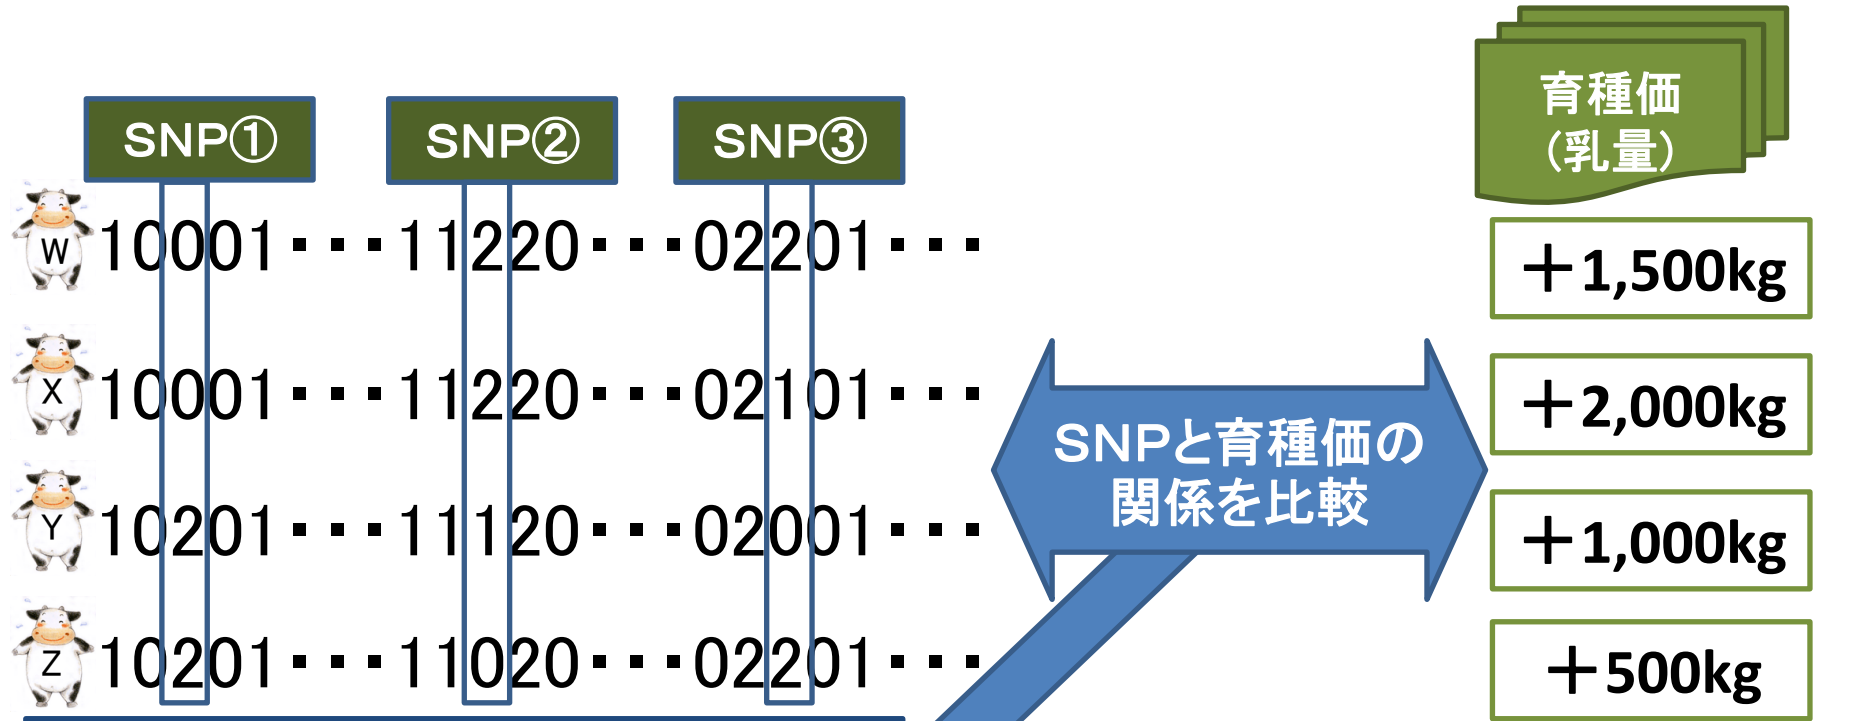 育種価
(乳量)
SNP① SNP② SNP③
W 10001・・・11220・・・02201・・・ ＋1,500kg
X 10001・・・11220・・・02101・・・ ＋2,000kg
SNPと育種価の
関係を比較
Y 10201・・・11120・・・02001・・・ ＋1,000kg
Z 10201・・・11020・・・02201・・・ ＋500kg